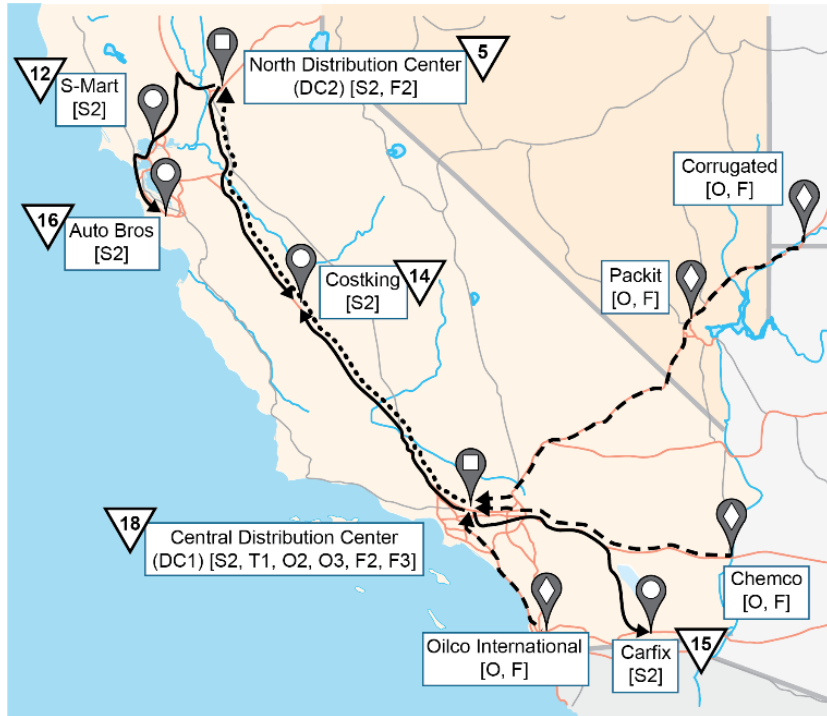 12
S-Mart
[S2]
North Distribution Center
(DC2) [S2, F2]
5
Corrugated
[O, F]
16
Auto Bros
[S2]
Costking
[S2]
14
Packit
[O, F]
18
Central Distribution Center
(DC1) [S2, T1, O2, O3, F2, F3]
Chemco
[O, F]
Oilco International
[O, F]
Carfix
[S2]
15